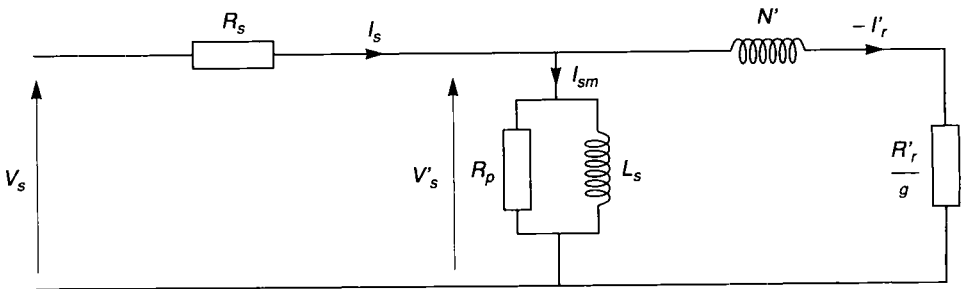 R_s
I_s
N'
– I'_r
I_sm
V_s
V'_s
R_p
L_s
R'_r
g